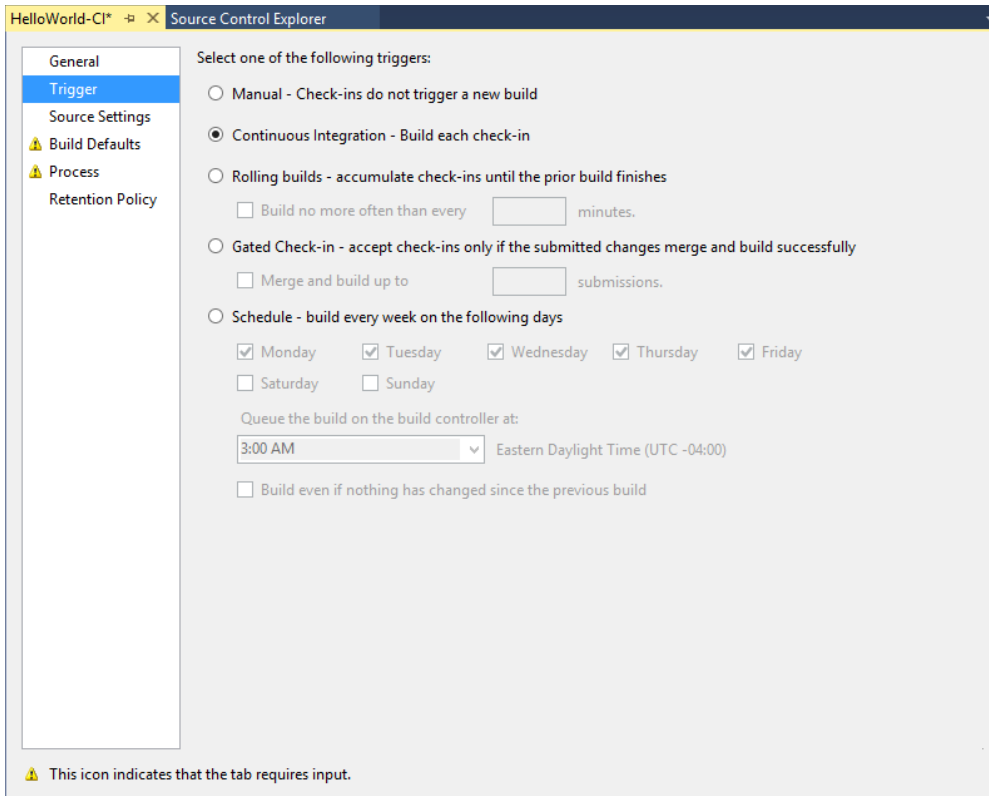 HelloWorld-CI* Source Control Explorer
General
Trigger
Source Settings
Build Defaults
Process
Retention Policy
Select one of the following triggers:
Manual - Check-ins do not trigger a new build
Continuous Integration - Build each check-in
Rolling builds - accumulate check-ins until the prior build finishes
Build no more often than every minutes.
Gated Check-in - accept check-ins only if the submitted changes merge and build successfully
Merge and build up to submissions.
Schedule - build every week on the following days
Monday Tuesday Wednesday Thursday Friday
Saturday Sunday
Queue the build on the build controller at:
3:00 AM Eastern Daylight Time (UTC -04:00)
Build even if nothing has changed since the previous build
This icon indicates that the tab requires input.